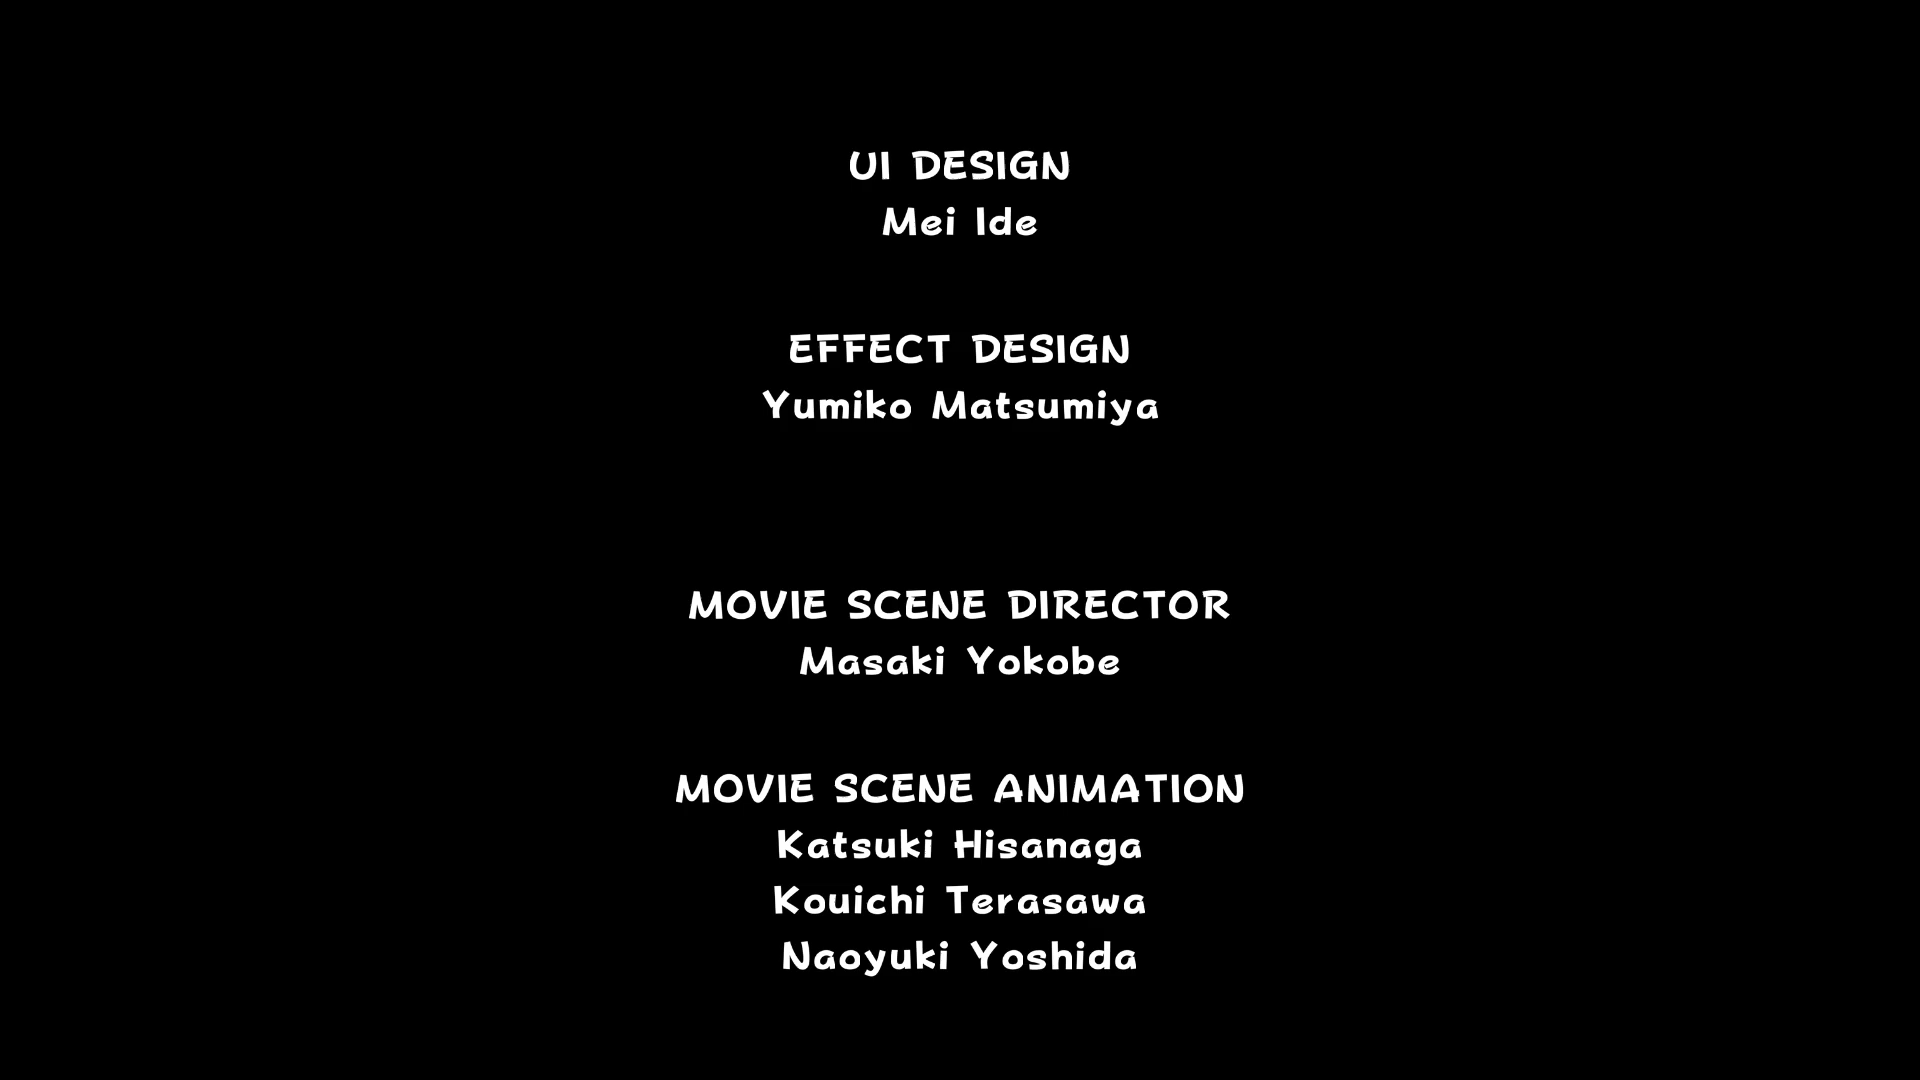 UI DESIGN
Mei Ide
EFFECT DESIGN
Yumiko Matsumiya
MOVIE SCENE DIRECTOR
Masaki Yokobe
MOVIE SCENE ANIMATION
Katsuki Hisanaga
Kouichi Terasawa
Naoyuki Yoshida